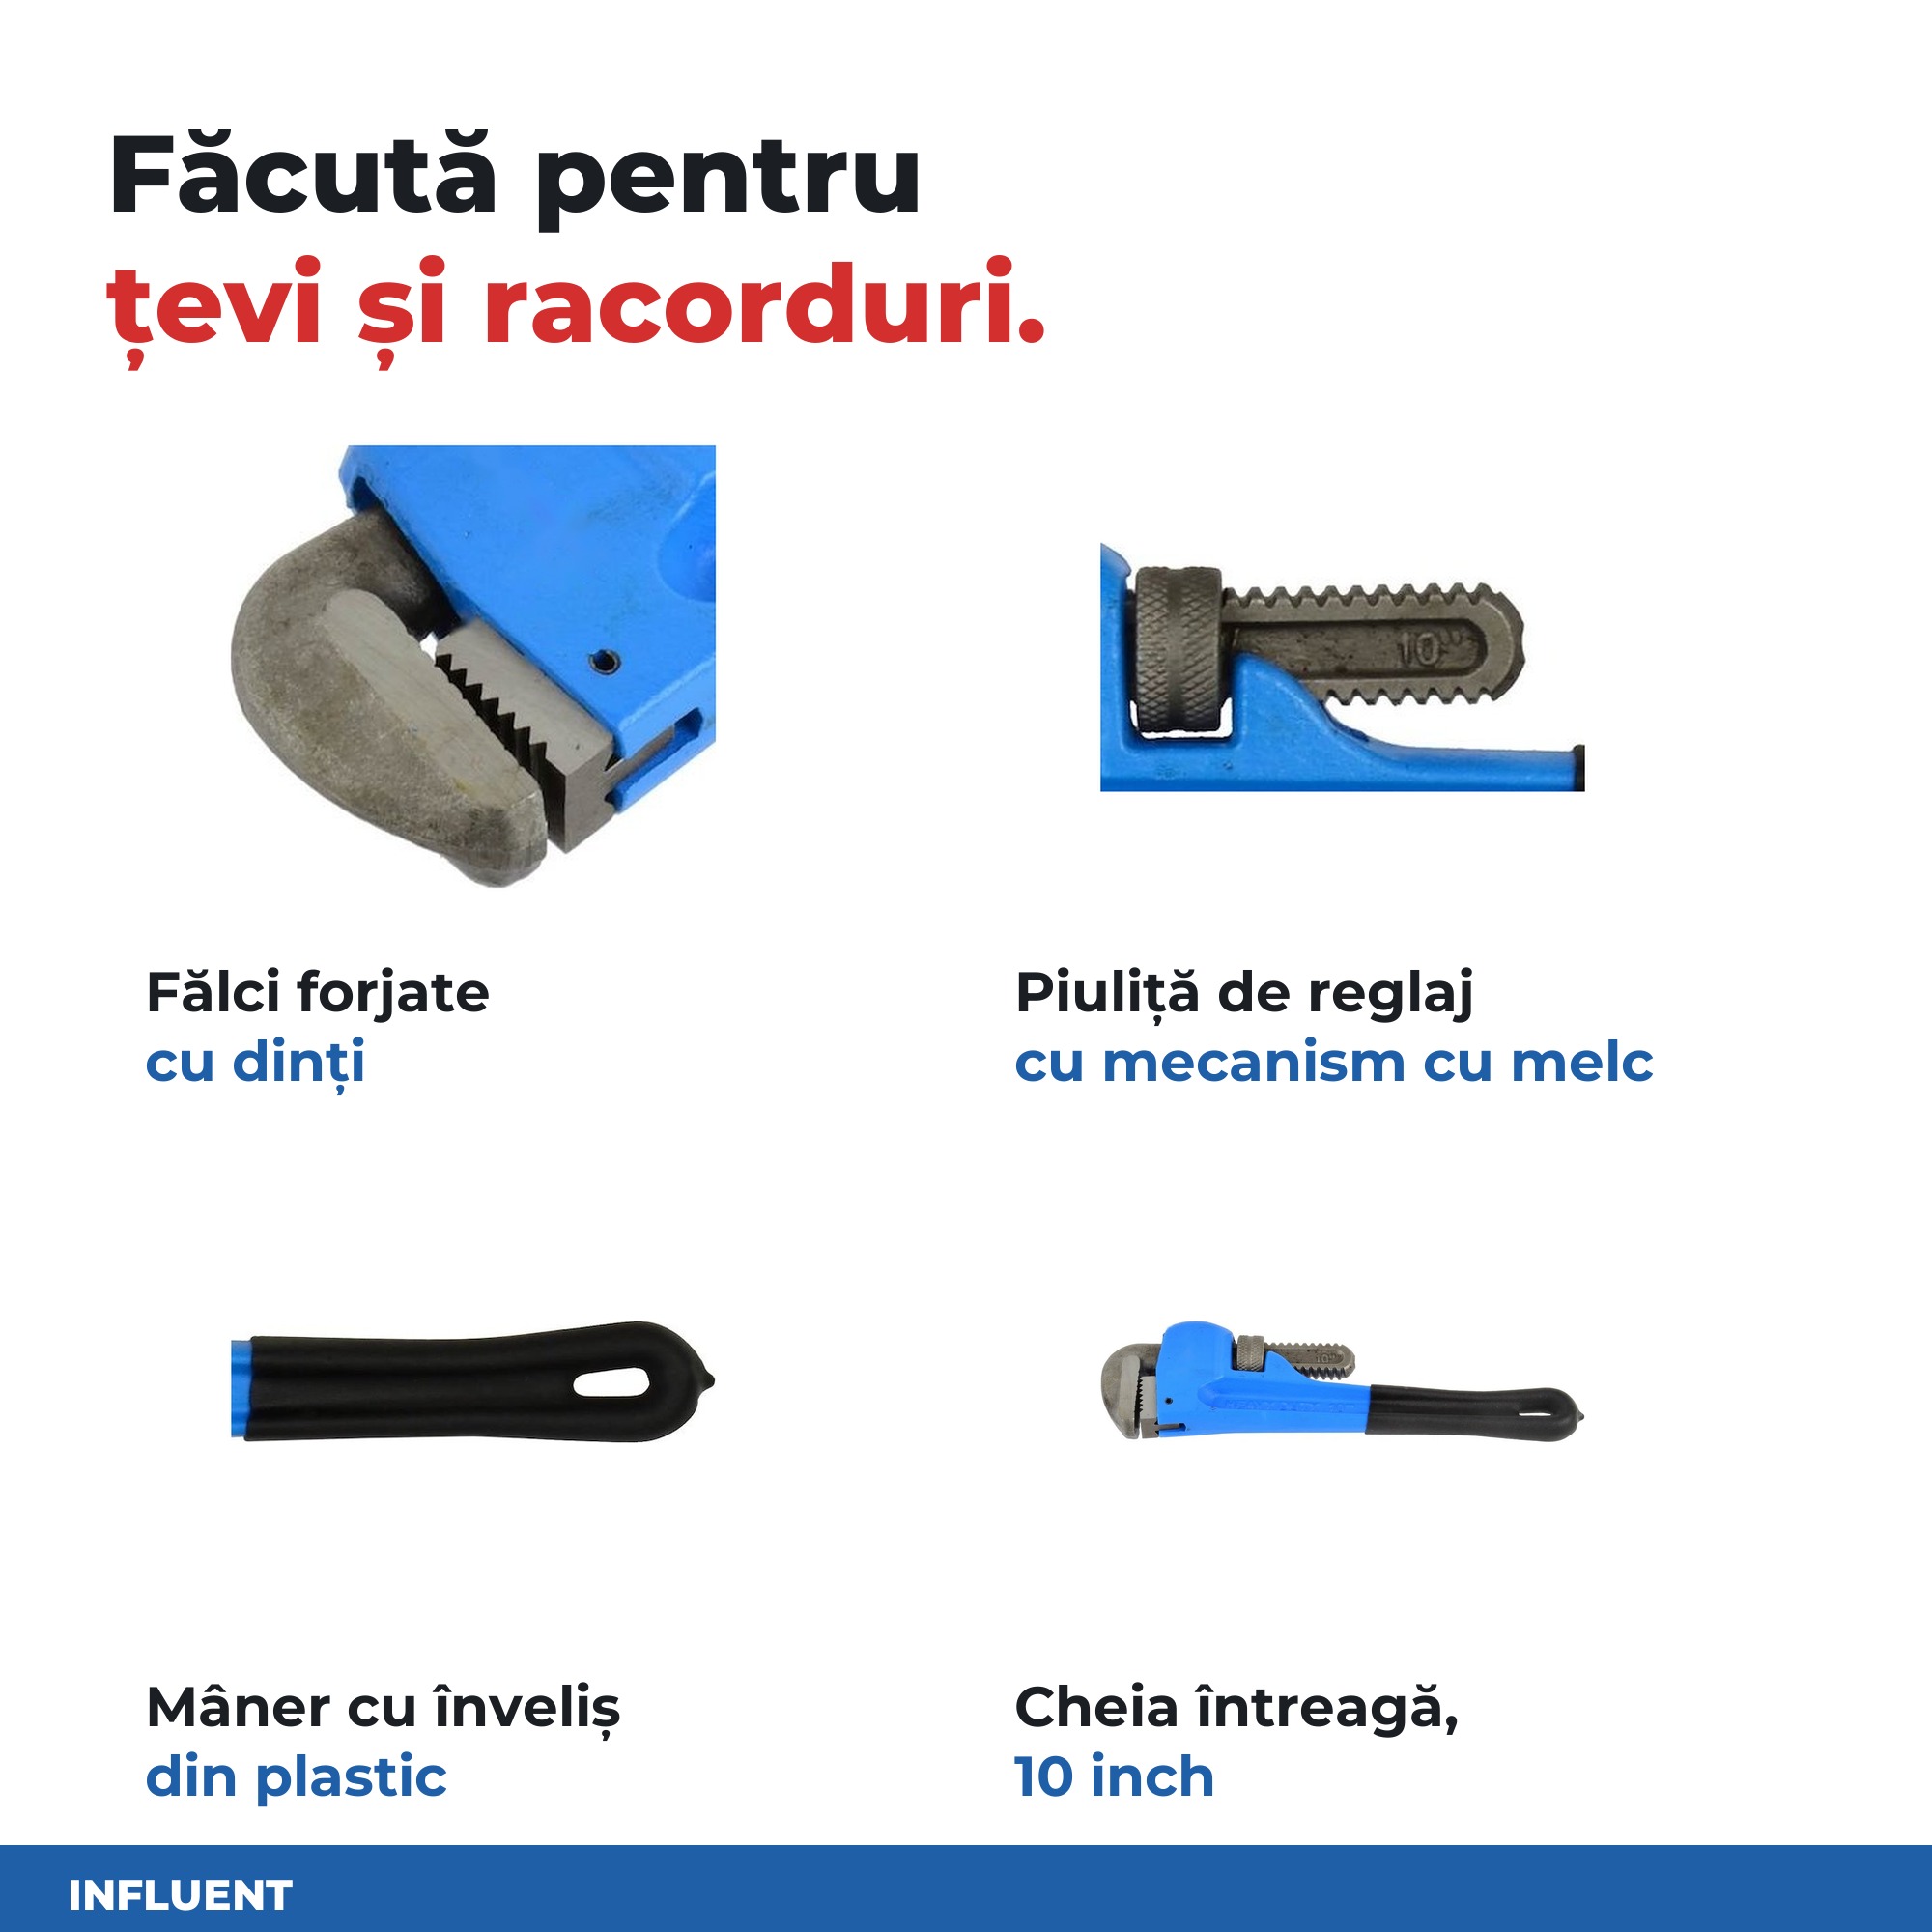 Făcută pentru
țevi și racorduri.
10"
Fălci forjate
cu dinți
Piuliță de reglaj
cu mecanism cu melc
Mâner cu înveliș
din plastic
Cheia întreagă,
10 inch
INFLUENT